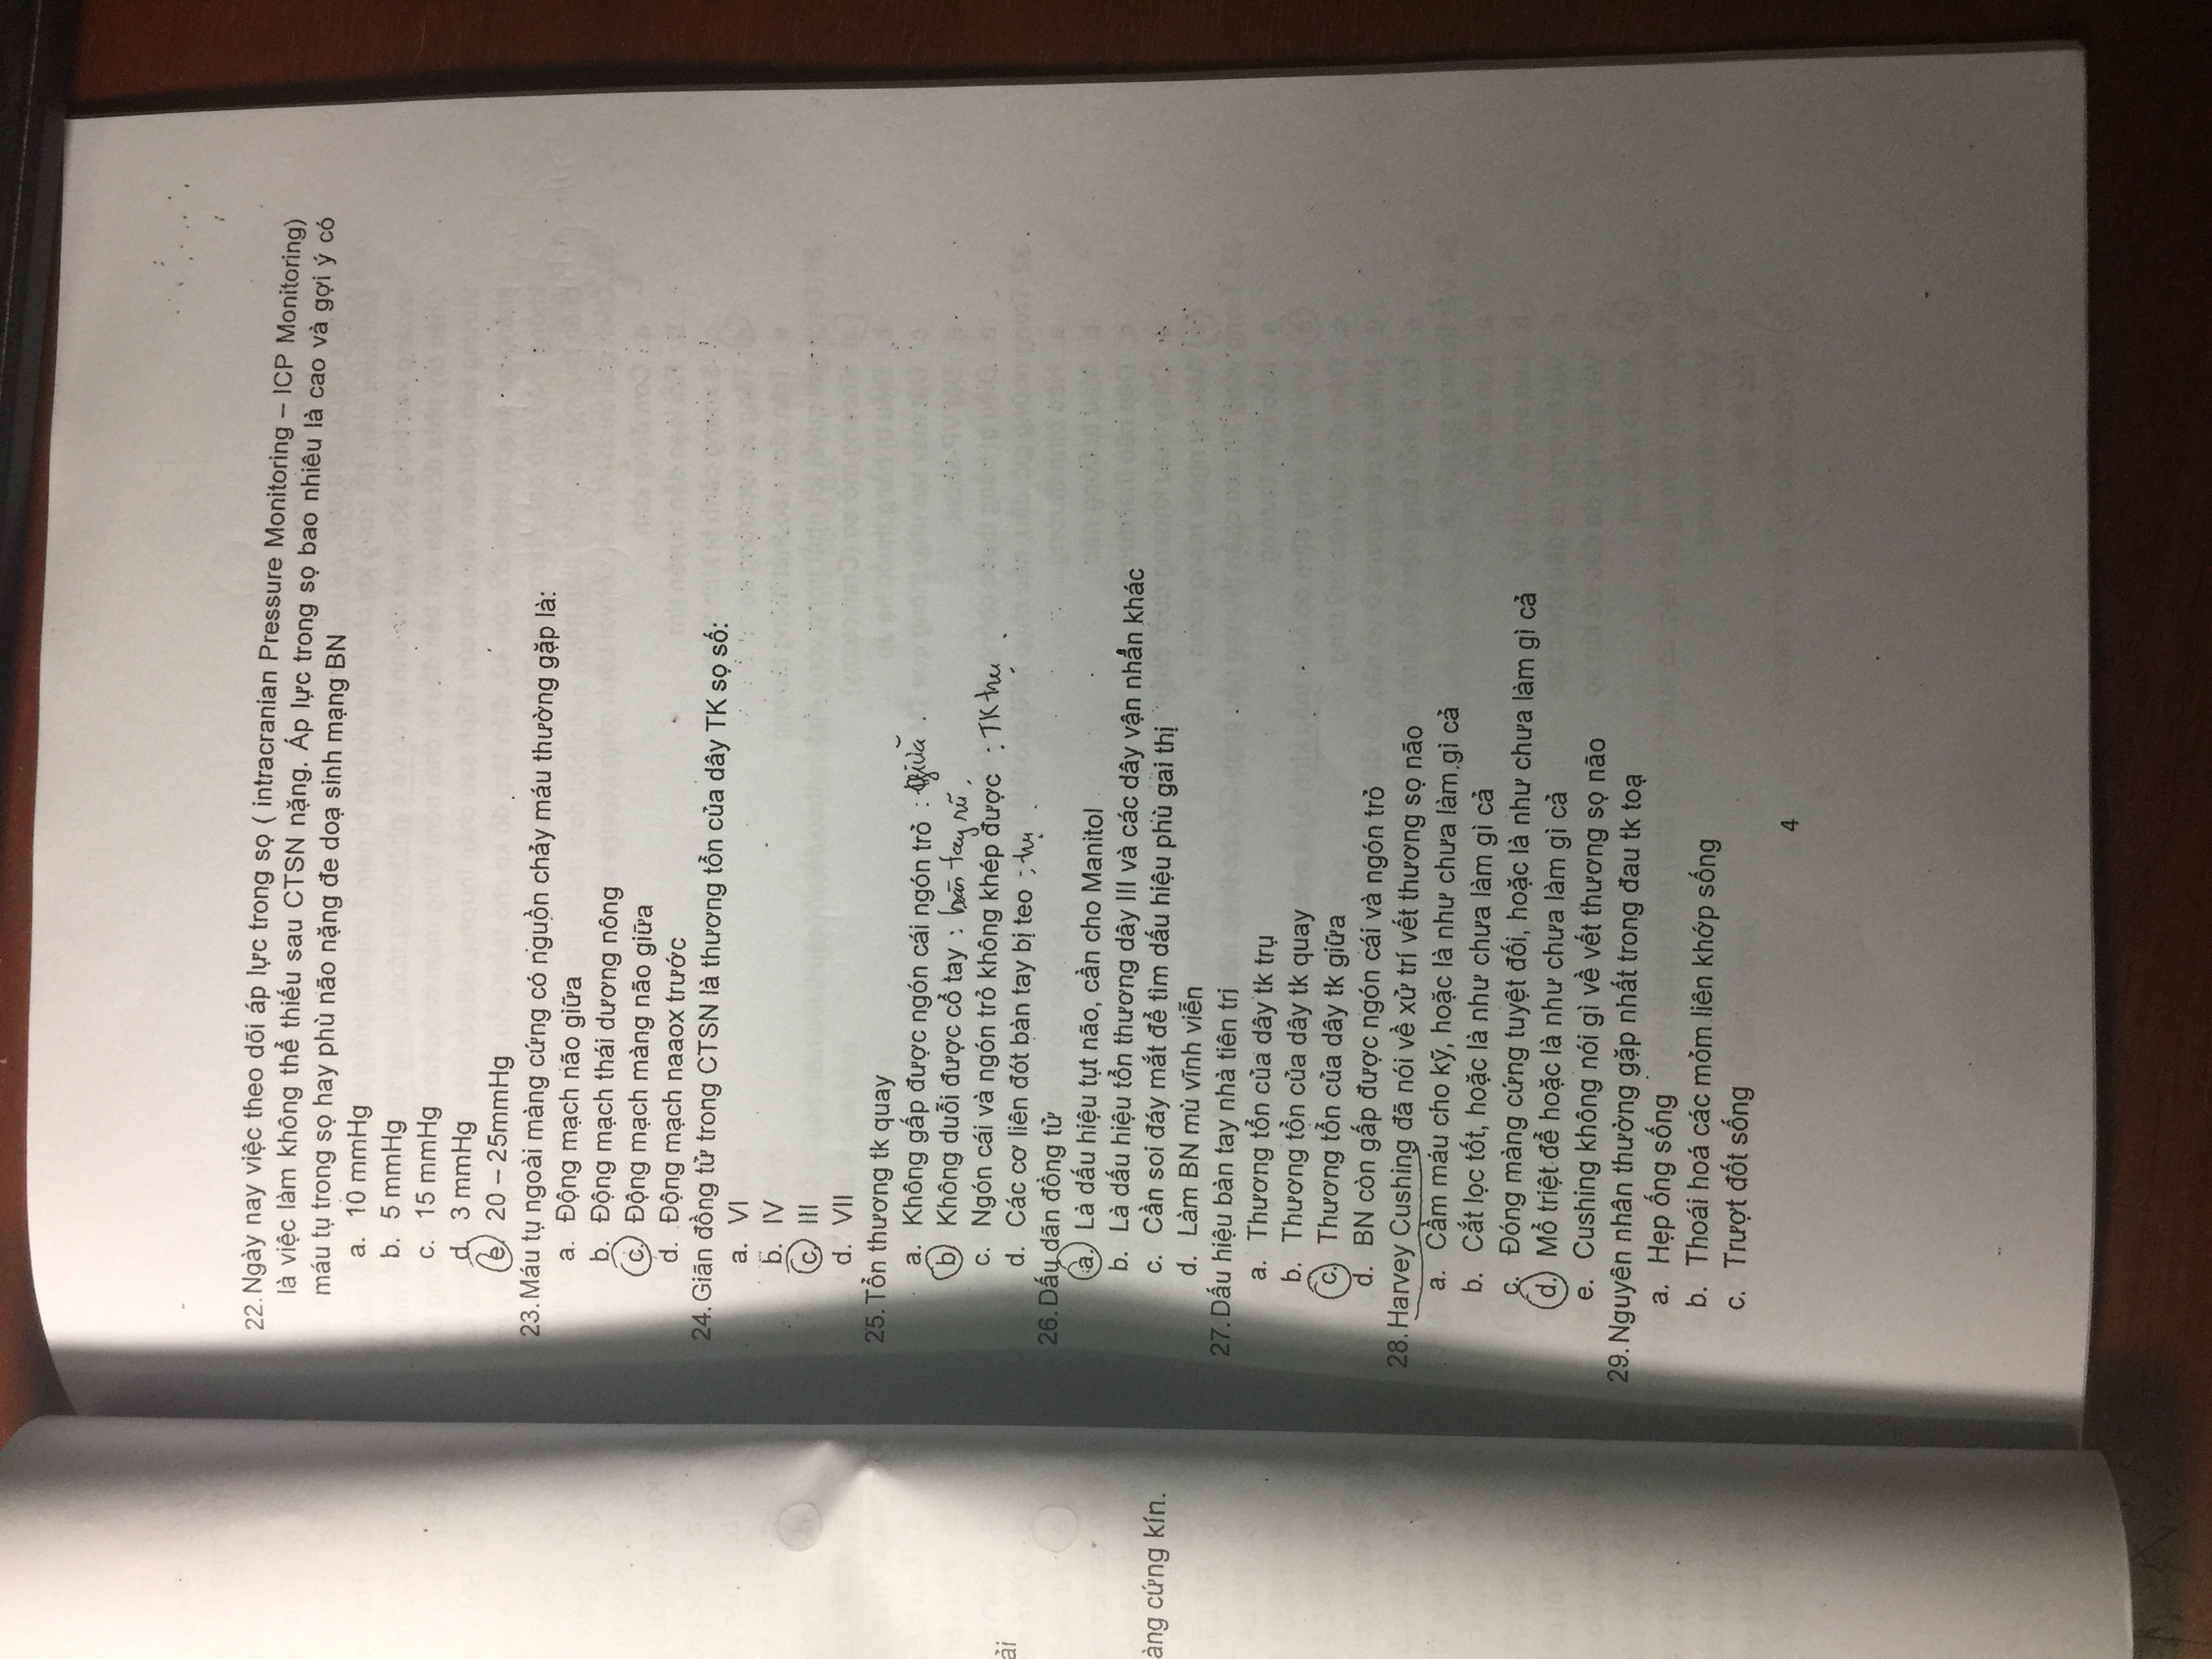 22. Ngày nay việc theo dõi áp lực trong sọ ( intracranian Pressure Monitoring – ICP Monitoring)
là việc làm không thể thiếu sau CTSN nặng. Áp lực trong sọ bao nhiêu là cao và gợi ý có
máu tụ trong sọ hay phù não nặng đe doạ sinh mạng BN
a. 10 mmHg
b. 5 mmHg
c. 15 mmHg
d. 3 mmHg
e. 20 – 25mmHg
23. Máu tụ ngoài màng cứng có nguồn chảy máu thường gặp là:
a. Động mạch não giữa
b. Động mạch thái dương nông
c. Động mạch màng não giữa
d. Động mạch naaox trước
24. Giãn đồng tử trong CTSN là thương tổn của dây TK sọ số:
a. VI
b. IV
c. III
d. VII
25. Tổn thương tk quay
a. Không gấp được ngón cái ngón trỏ : giữa .
b. Không duỗi được cổ tay : bàn tay rũ.
c. Ngón cái và ngón trỏ không khép được : TK trụ .
d. Các cơ liên đót bàn tay bị teo : trụ
26. Dấu dãn đồng tử
a. Là dấu hiệu tụt não, cần cho Manitol
b. Là dấu hiệu tổn thương dây III và các dây vận nhãn khác
c. Cần soi đáy mắt để tìm dấu hiệu phù gai thị
d. Làm BN mù vĩnh viễn
27. Dấu hiệu bàn tay nhà tiên tri
a. Thương tổn của dây tk trụ
b. Thương tổn của dây tk quay
c. Thương tổn của dây tk giữa
d. BN còn gấp được ngón cái và ngón trỏ
28. Harvey Cushing đã nói về xử trí vết thương sọ não
a. Cầm máu cho kỹ, hoặc là như chưa làm gì cả
b. Cắt lọc tốt, hoặc là như chưa làm gì cả
c. Đóng màng cứng tuyệt đối, hoặc là như chưa làm gì cả
d. Mổ triệt để hoặc là như chưa làm gì cả
e. Cushing không nói gì về vết thương sọ não
29. Nguyên nhân thường gặp nhất trong đau tk toạ
a. Hẹp ống sống
b. Thoái hoá các mỏm liên khớp sống
c. Trượt đốt sống
4
ải
àng cứng kín.